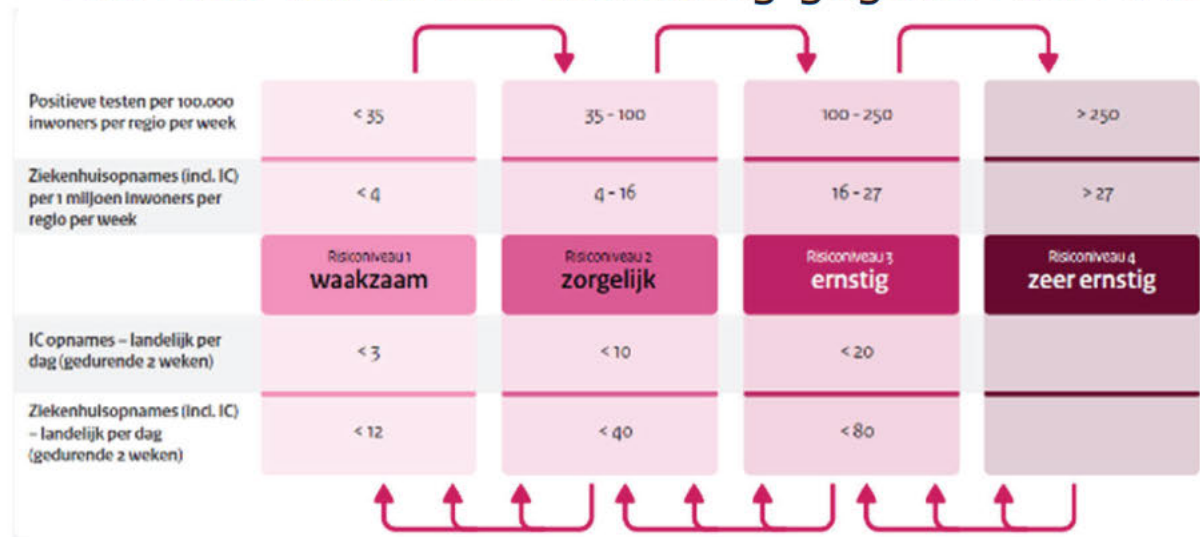 Positieve testen per 100.000
inwoners per regio per week
< 35
35 - 100
100 - 250
> 250
Ziekenhuisopnames (incl. IC)
per 1 miljoen inwoners per
regio per week
< 4
4 - 16
16 - 27
> 27
Risiconiveau 1
waakzaam
Risiconiveau 2
zorgelijk
Risiconiveau 3
ernstig
Risiconiveau 4
zeer ernstig
IC opnames – landelijk per
dag (gedurende 2 weken)
< 3
< 10
< 20
Ziekenhuisopnames (incl. IC)
– landelijk per dag
(gedurende 2 weken)
< 12
< 40
< 80